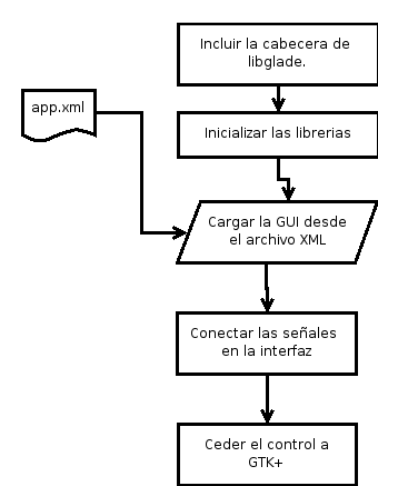 Incluir la cabecera de
libglade.
app.xml
Inicializar las librerias
Cargar la GUI desde
el archivo XML
Conectar las señales
en la interfaz
Ceder el control a
GTK+